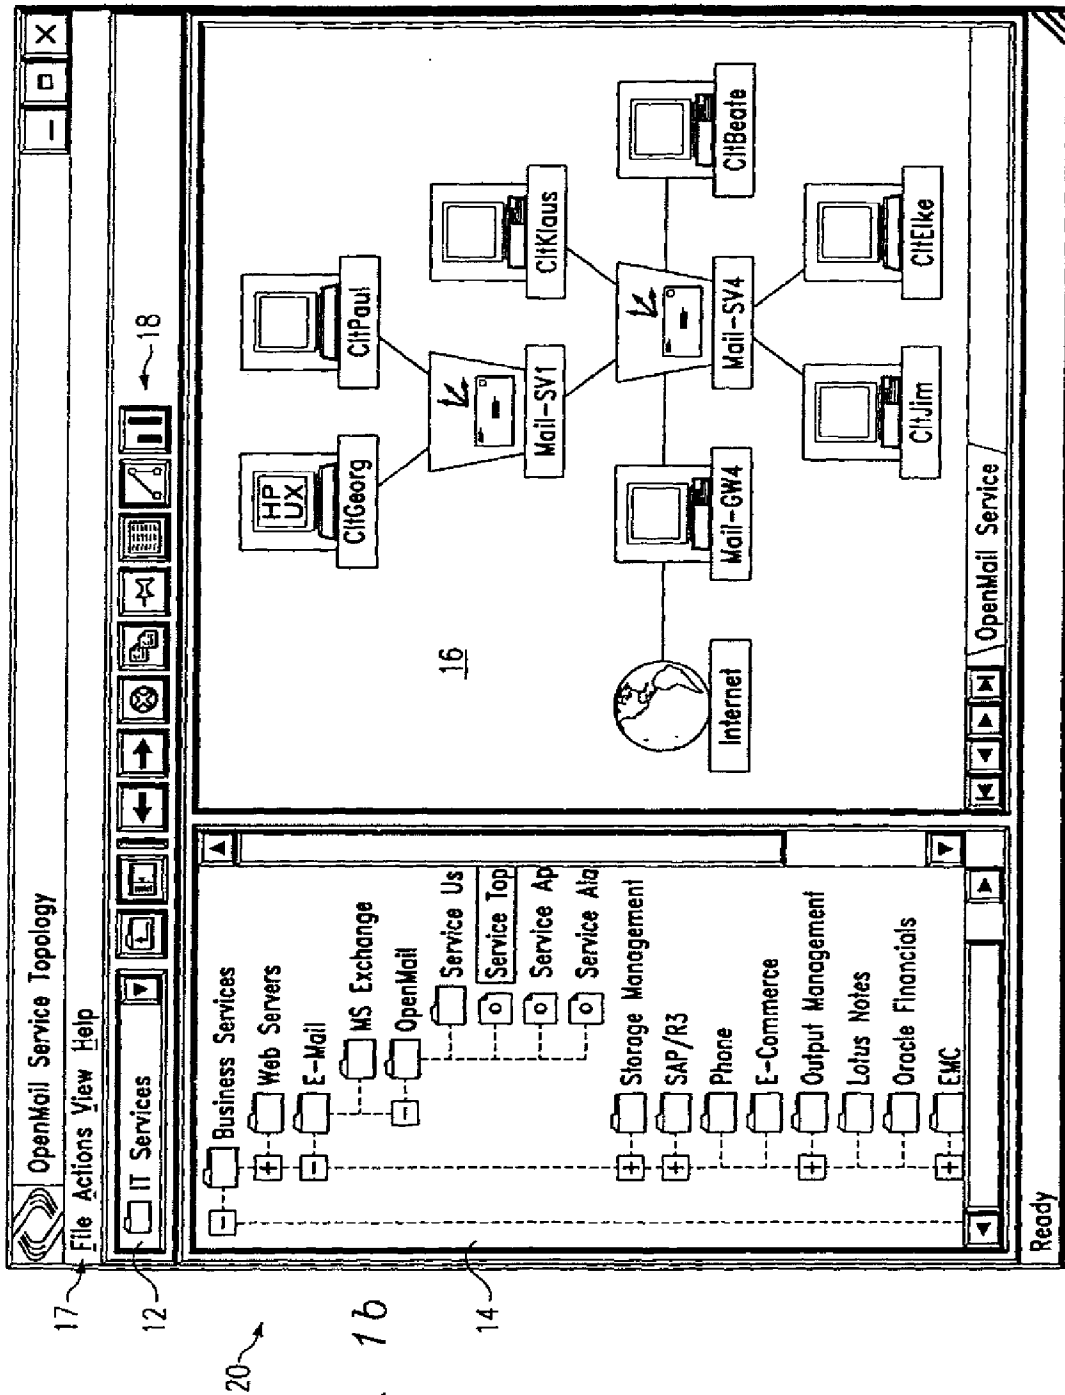 OpenMail Service Topology
File Actions View Help
IT Services
Business Services
Web Servers
E-Mail
MS Exchange
OpenMail
Service Us
Service Top
Service Ap
Service Ala
Storage Management
SAP/R3
Phone
E-Commerce
Output Management
Lotus Notes
Oracle Financials
EMC
HP
UX
CltGeorg
CltPaul
Mail-SV1
CltKlaus
Internet
Mail-GW4
Mail-SV4
CltBeate
CltJim
CltElke
OpenMail Service
Ready
17
12
18
20
14
16
1b